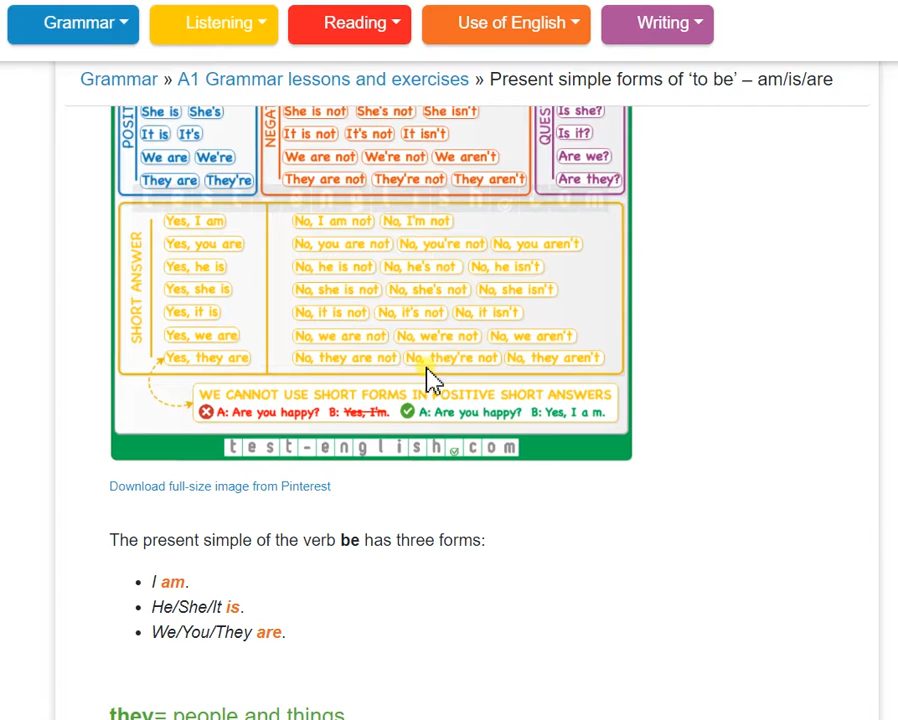 Grammar Listening Reading Use of English Writing
Grammar » A1 Grammar lessons and exercises » Present simple forms of ‘to be’ – am/is/are
She is She's She is not She's not She isn't Is she?
It is It's It is not It's not It isn't Is it?
We are We're We are not We're not We aren't Are we?
They are They're They are not They're not They aren't Are they?
SHORT ANSWER
Yes, I am No, I am not No, I'm not
Yes, you are No, you are not No, you're not No, you aren't
Yes, he is No, he is not No, he's not No, he isn't
Yes, she is No, she is not No, she's not No, she isn't
Yes, it is No, it is not No, it's not No, it isn't
Yes, we are No, we are not No, we're not No, we aren't
Yes, they are No, they are not No, they're not No, they aren't
WE CANNOT USE SHORT FORMS IN POSITIVE SHORT ANSWERS
A: Are you happy? B: Yes, I'm. A: Are you happy? B: Yes, I a m.
test-english.com
Download full-size image from Pinterest
The present simple of the verb be has three forms:
• I am.
• He/She/It is.
• We/You/They are.
they= people and things